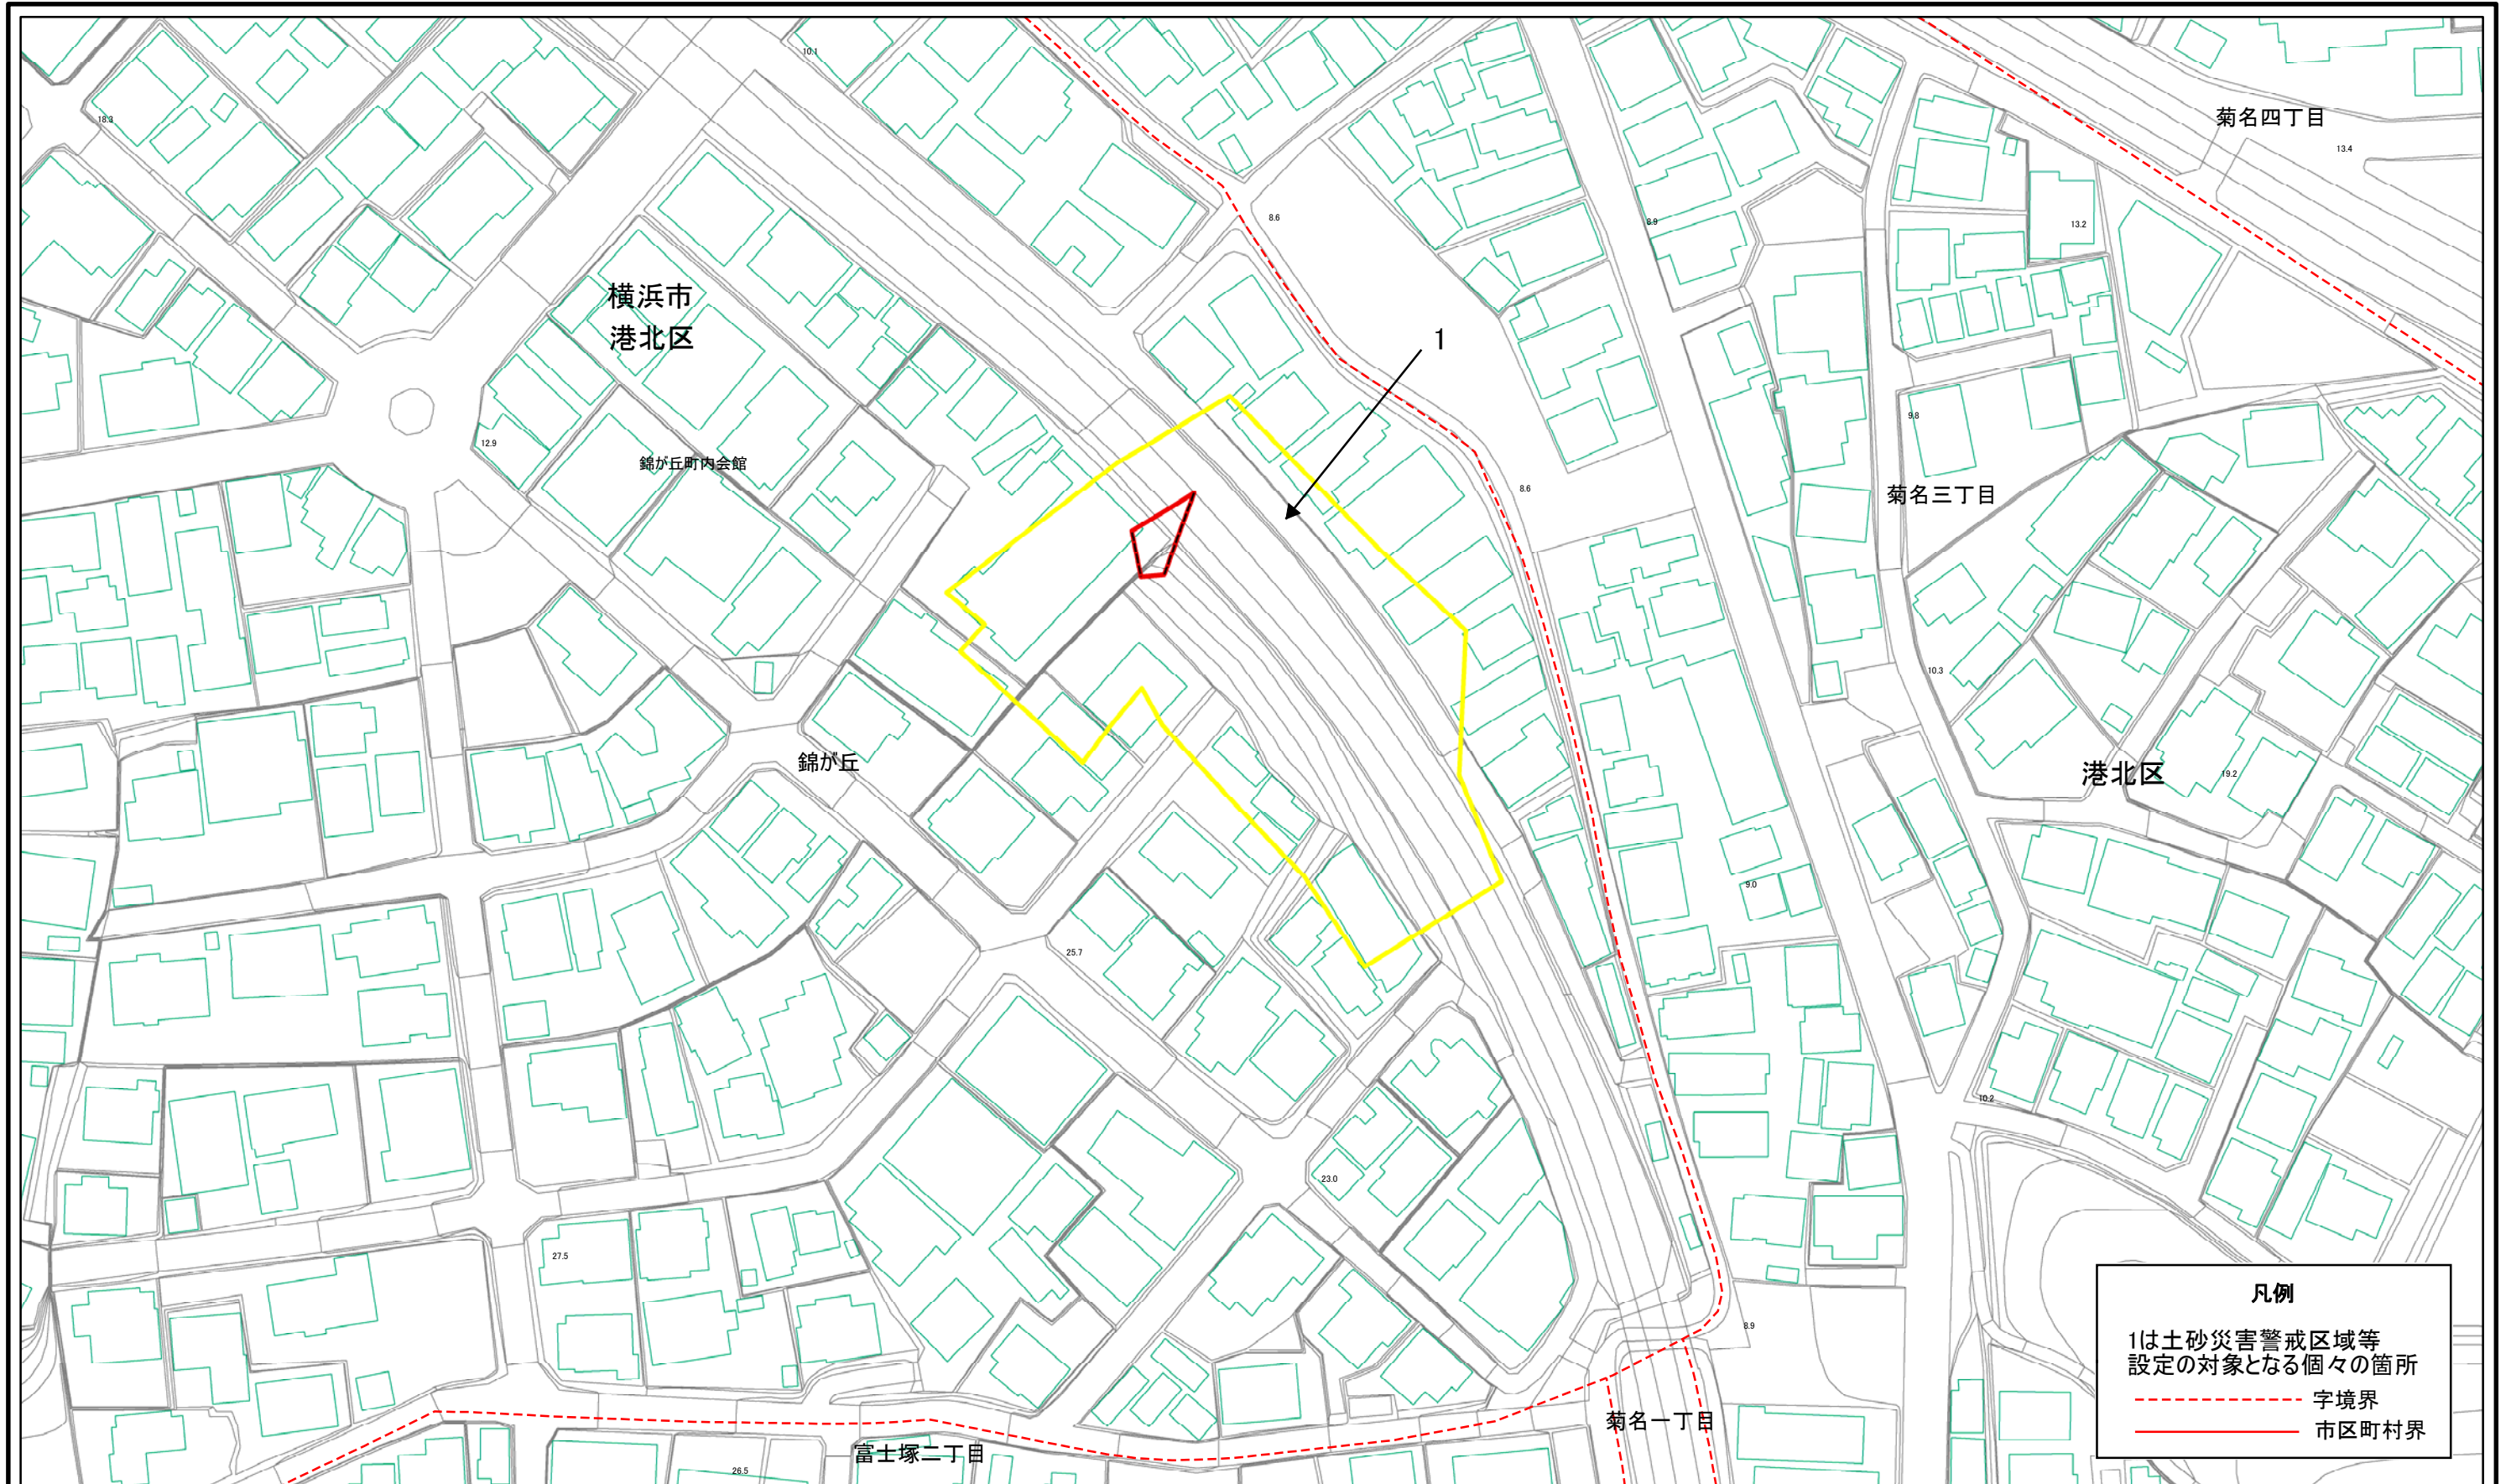 10.1
菊名四丁目
18.3
13.4
8.6
8.9
13.2
横浜市
港北区
1
9.8
12.9
錦が丘町内会館
8.6
菊名三丁目
10.3
錦が丘
港北区
19.2
9.0
25.7
10.2
23.0
27.5
8.9
菊名一丁目
富士塚二丁目
26.5
凡例
1は土砂災害警戒区域等
設定の対象となる個々の箇所
字境界
市区町村界